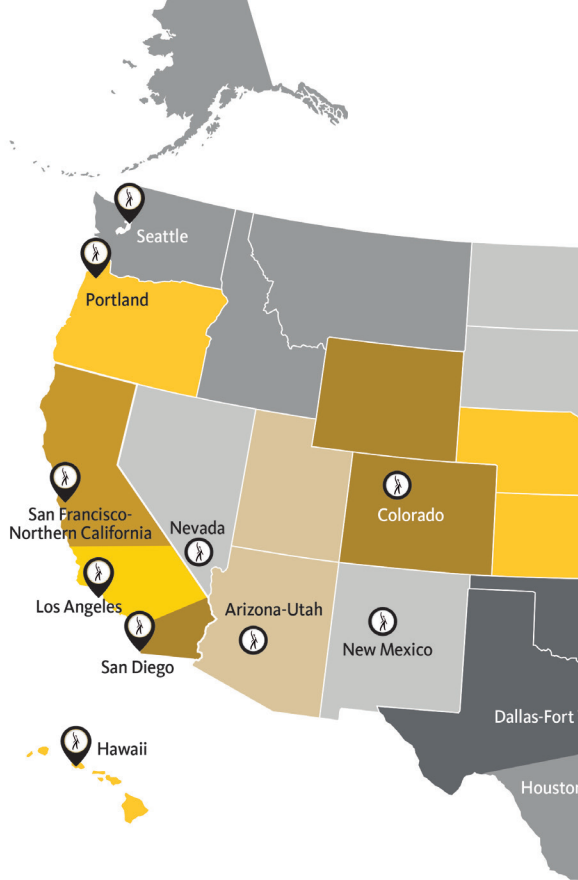 Seattle
Portland
San Francisco-
Northern California
Nevada
Colorado
Los Angeles
Arizona-Utah
San Diego
New Mexico
Dallas-Fort
Hawaii
Houston